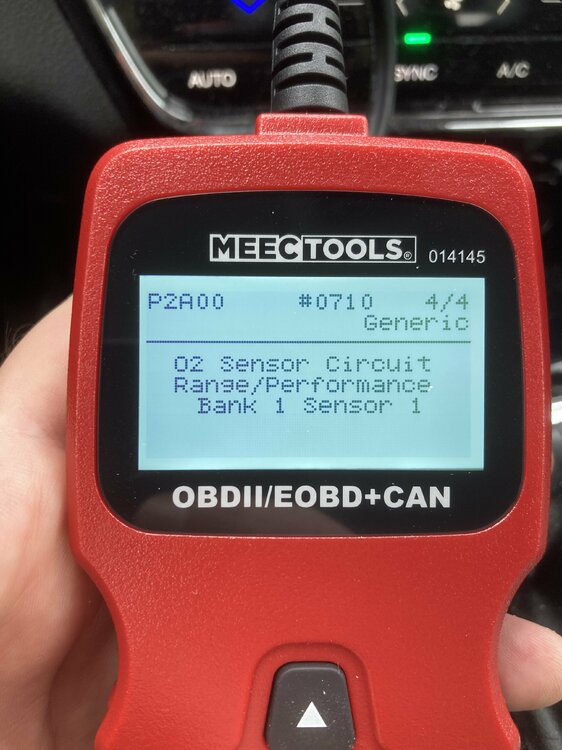 AUTO
SYNC
A/C
MEECTOOLS® 014145
P2A00 #0710 4/4
Generic
O2 Sensor Circuit
Range/Performance
Bank 1 Sensor 1
OBDII/EOBD+CAN